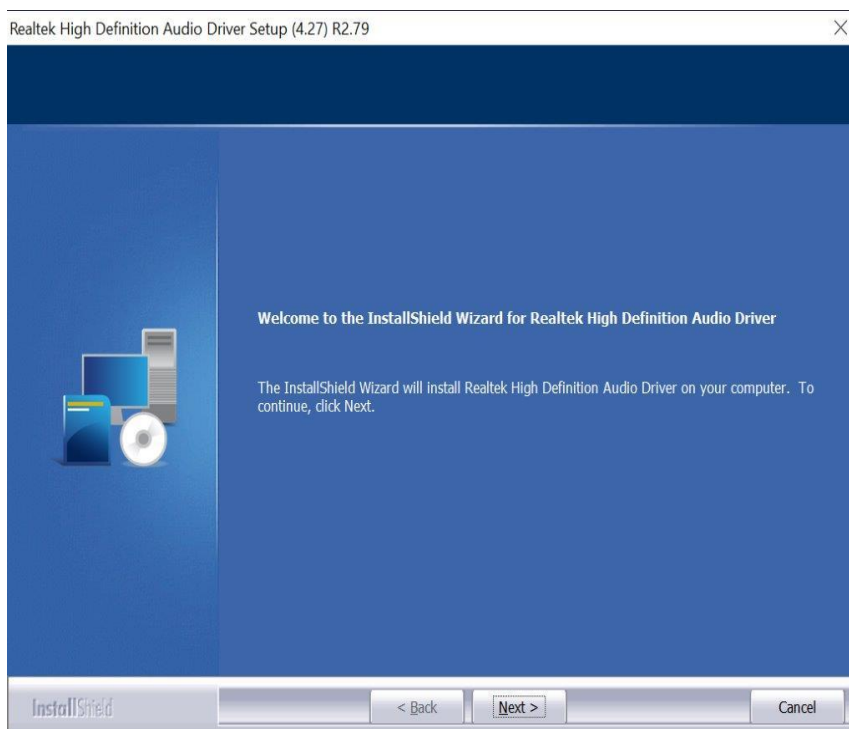 Realtek High Definition Audio Driver Setup (4.27) R2.79
Welcome to the InstallShield Wizard for Realtek High Definition Audio Driver
The InstallShield Wizard will install Realtek High Definition Audio Driver on your computer. To
continue, click Next.
InstallShield
< Back
Next >
Cancel